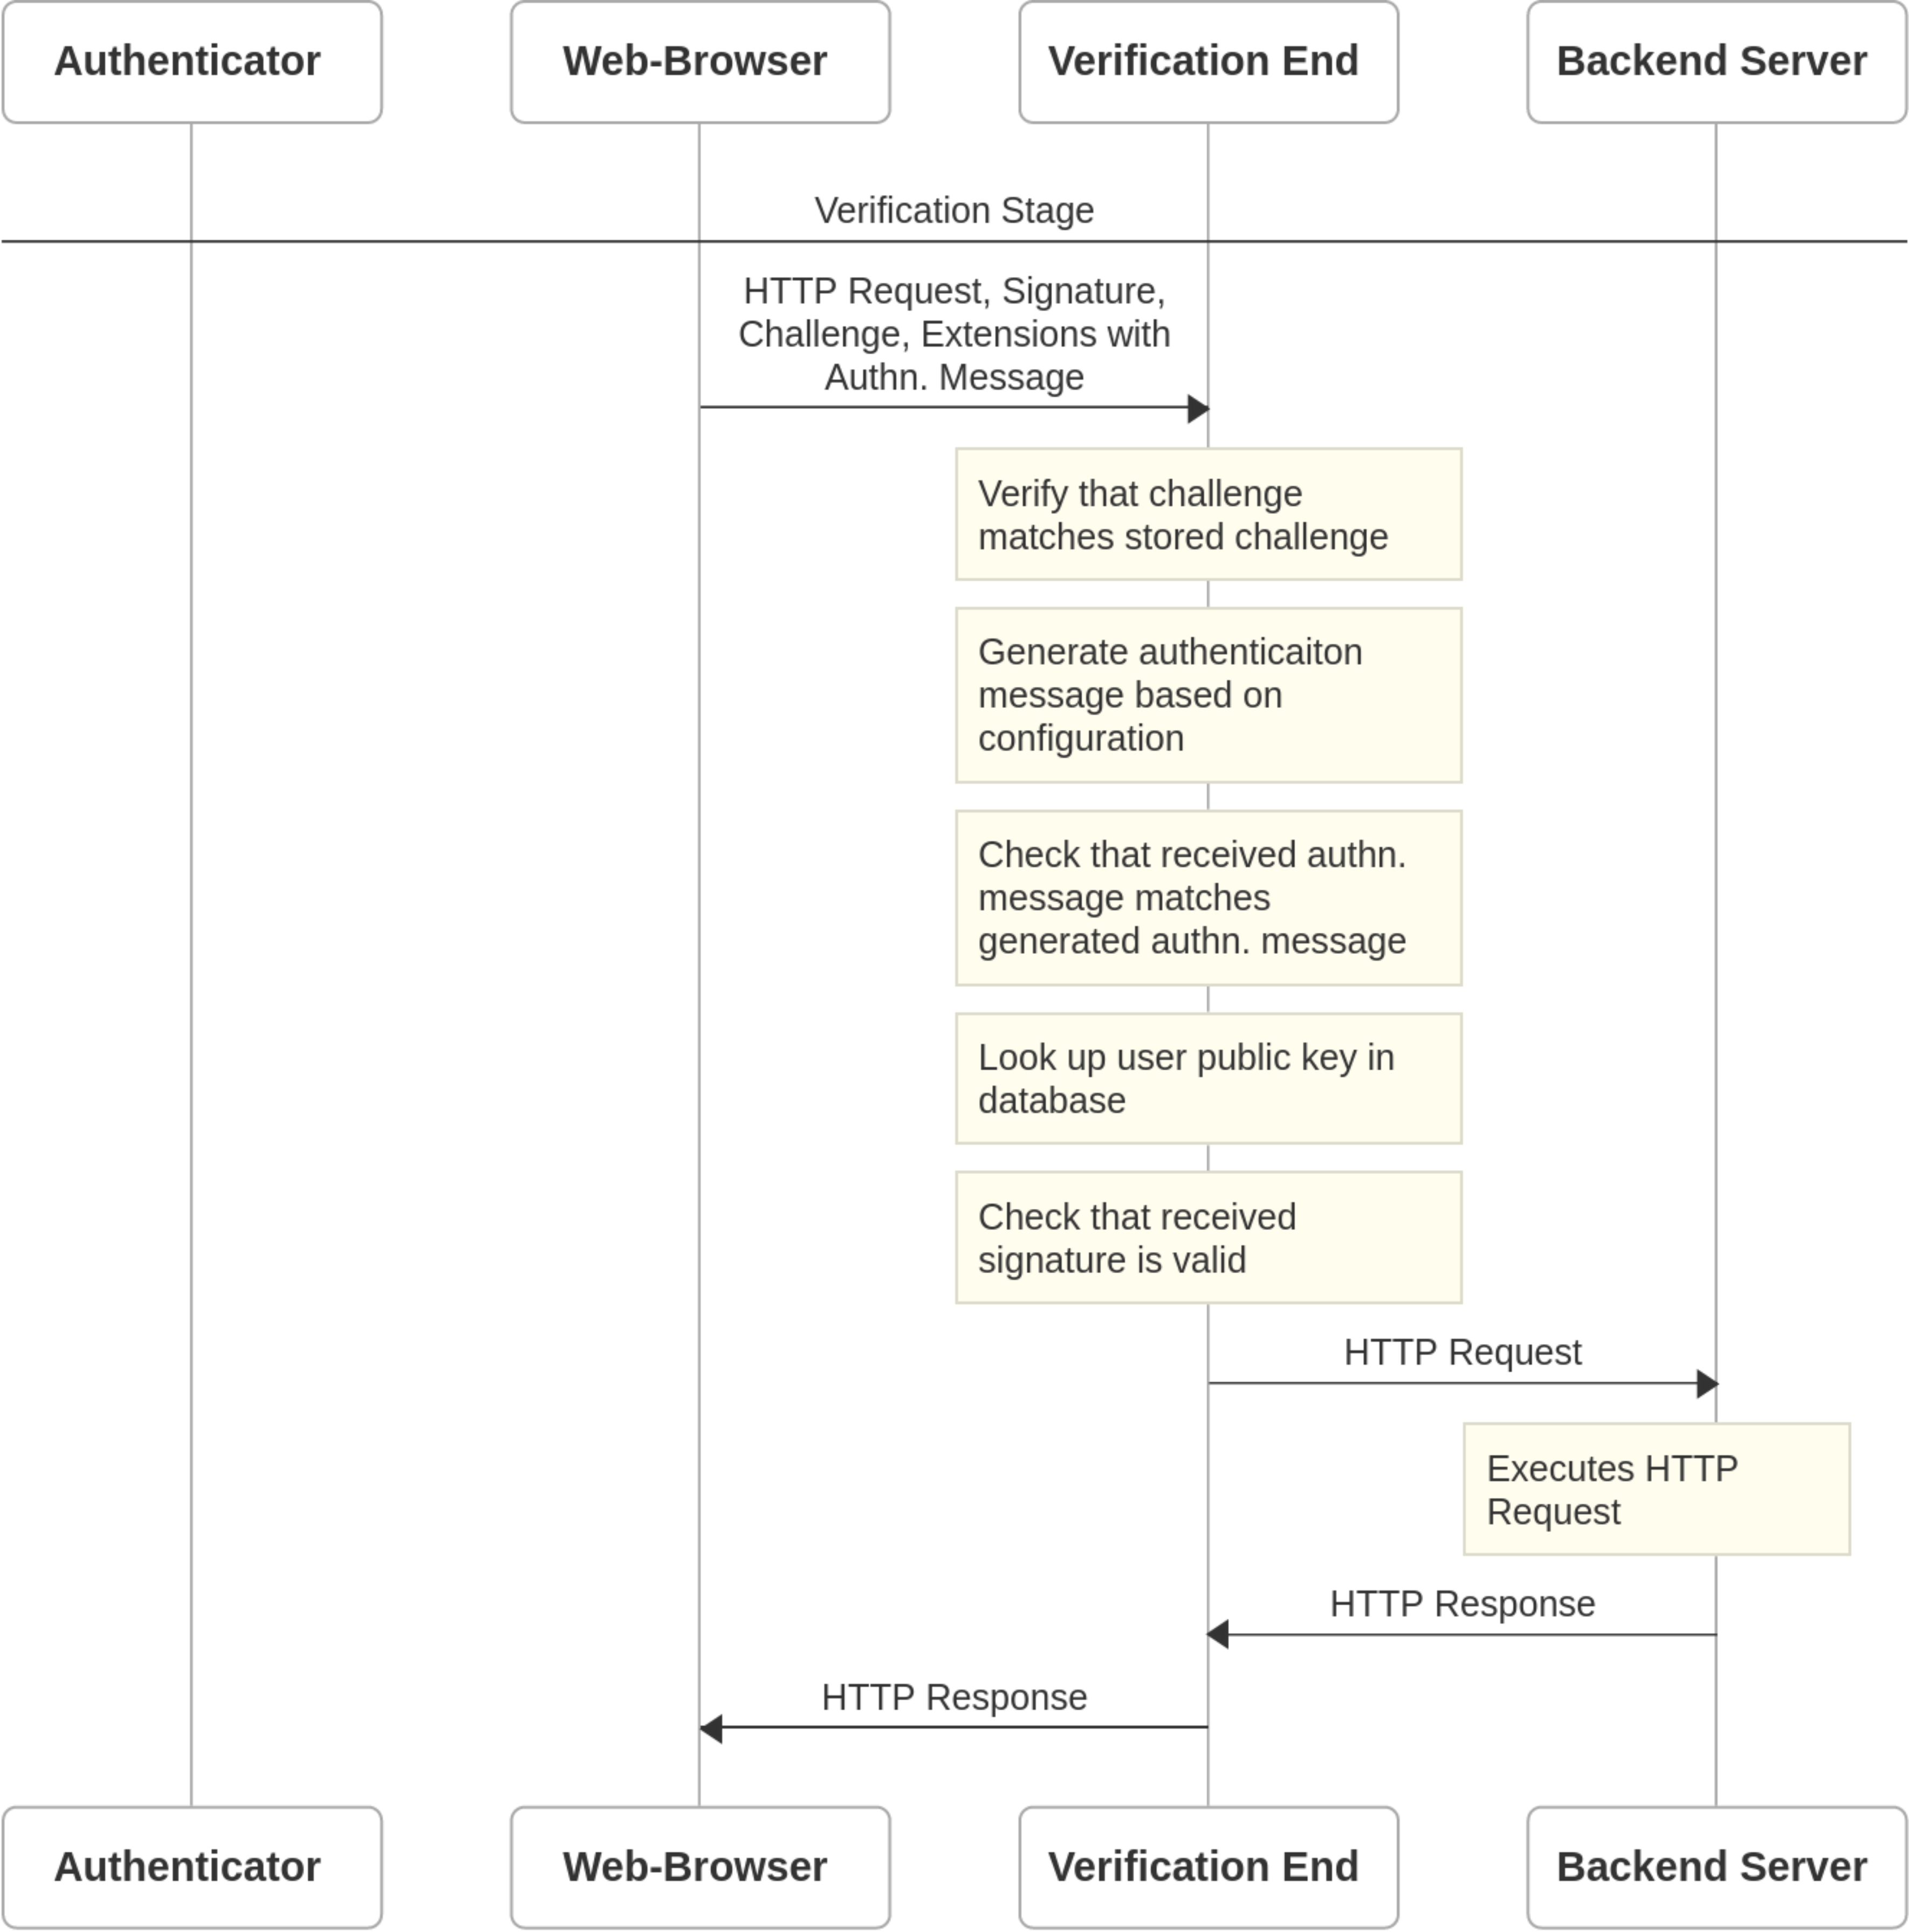 Authenticator
Web-Browser
Verification End
Backend Server
Verification Stage
HTTP Request, Signature,
Challenge, Extensions with
Authn. Message
Verify that challenge
matches stored challenge
Generate authenticaiton
message based on
configuration
Check that received authn.
message matches
generated authn. message
Look up user public key in
database
Check that received
signature is valid
HTTP Request
Executes HTTP
Request
HTTP Response
HTTP Response
Authenticator
Web-Browser
Verification End
Backend Server